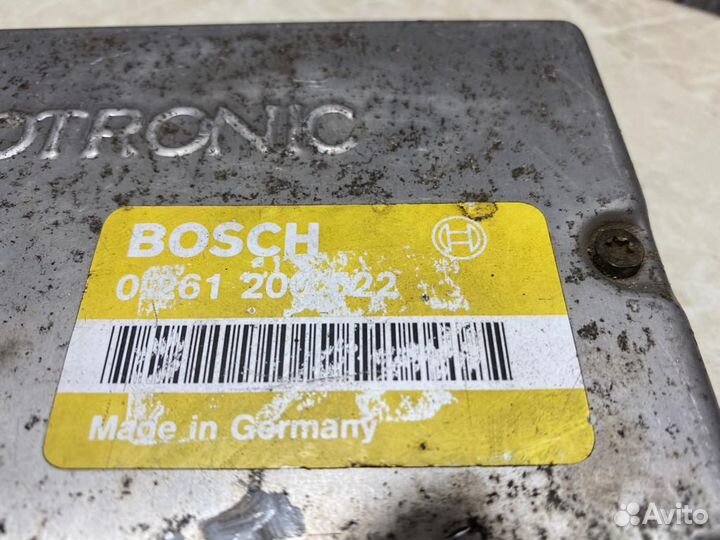 OTRONIC
BOSCH
Made in Germany
Avito